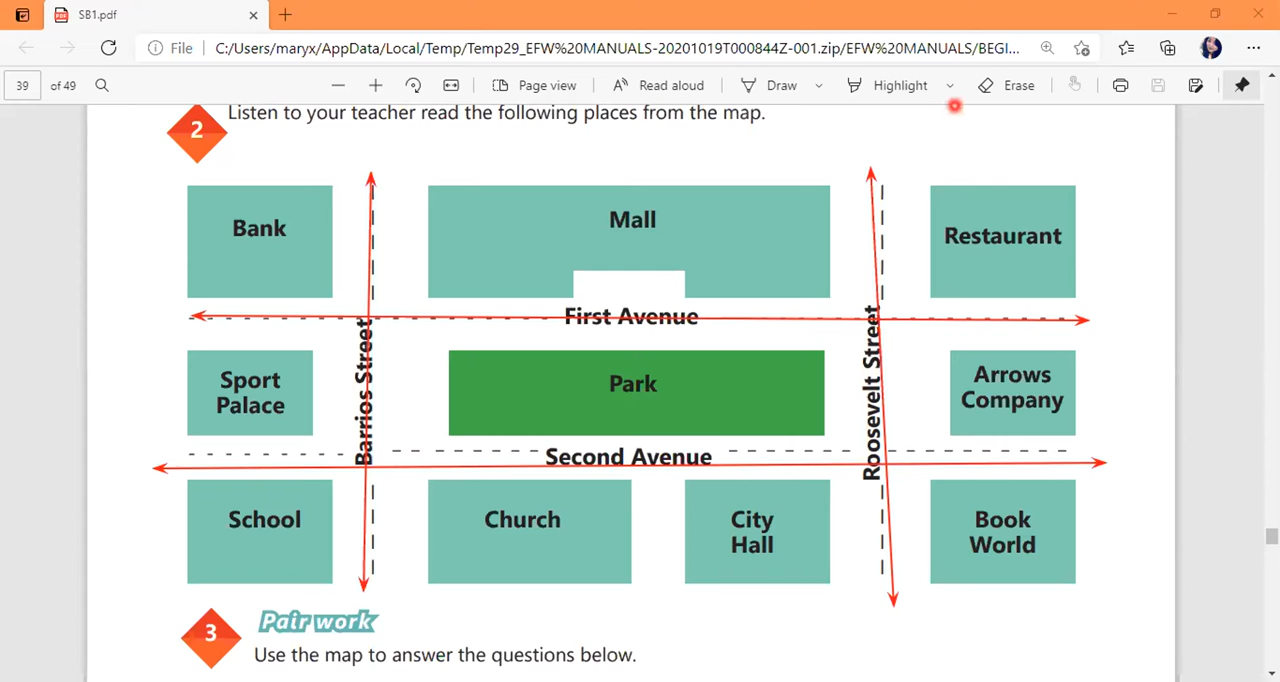 SB1.pdf
File
C:/Users/maryx/AppData/Local/Temp/Temp29_EFW%20MANUALS-20201019T000844Z-001.zip/EFW%20MANUALS/BEGI...
39 of 49
Page view
Read aloud
Draw
Highlight
Erase
2
Listen to your teacher read the following places from the map.
Bank
Mall
Restaurant
First Avenue
Barrios Street
Roosevelt Street
Sport
Palace
Park
Arrows
Company
Second Avenue
School
Church
City
Hall
Book
World
3
Pair work
Use the map to answer the questions below.